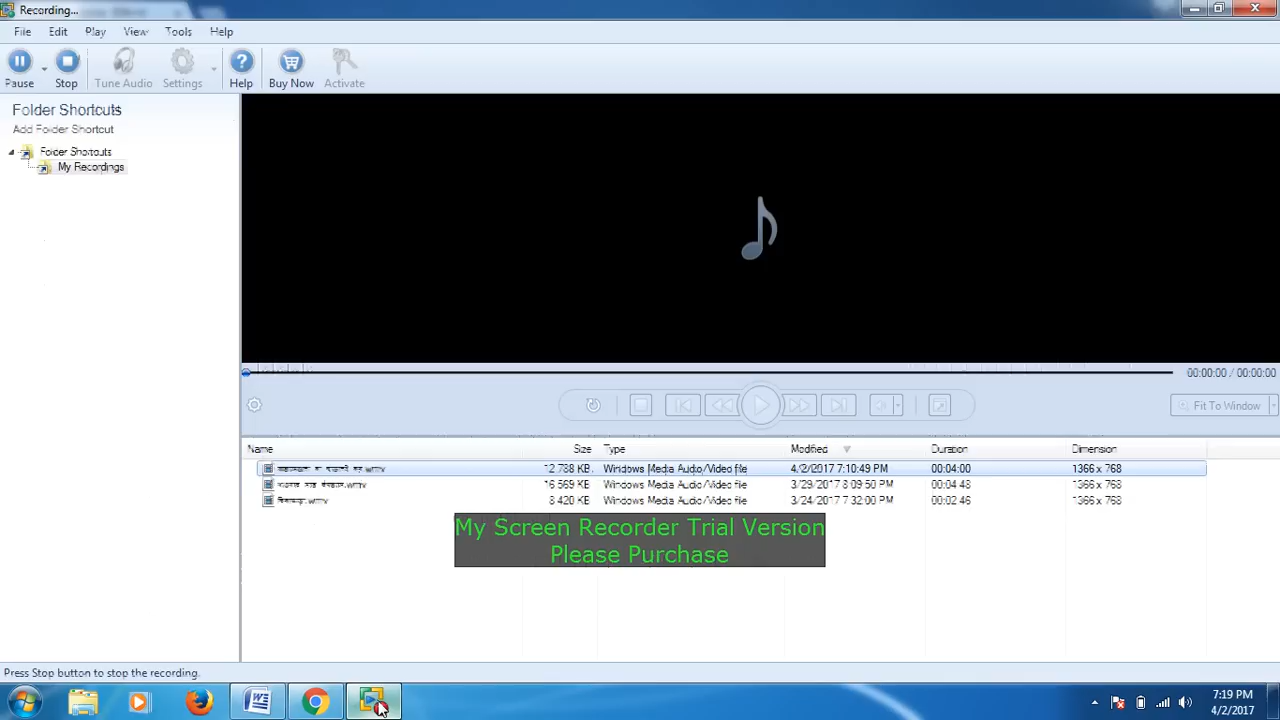 Recording...
File Edit Play View Tools Help
Pause Stop Tune Audio Settings Help Buy Now Activate
Folder Shortcuts
Add Folder Shortcut
Folder Shortcuts
My Recordings
00:00:00 / 00:00:00
Fit To Window
Name Size Type Modified Duration Dimension
.wmv 12 788 KB Windows Media Audio/Video file 4/2/2017 7:10:49 PM 00:04:00 1366 x 768
.wmv 16 569 KB Windows Media Audio/Video file 3/29/2017 8:09:50 PM 00:04:48 1366 x 768
.wmv 8 420 KB Windows Media Audio/Video file 3/24/2017 7:32:00 PM 00:02:46 1366 x 768
My Screen Recorder Trial Version
Please Purchase
Press Stop button to stop the recording.
7:19 PM
4/2/2017